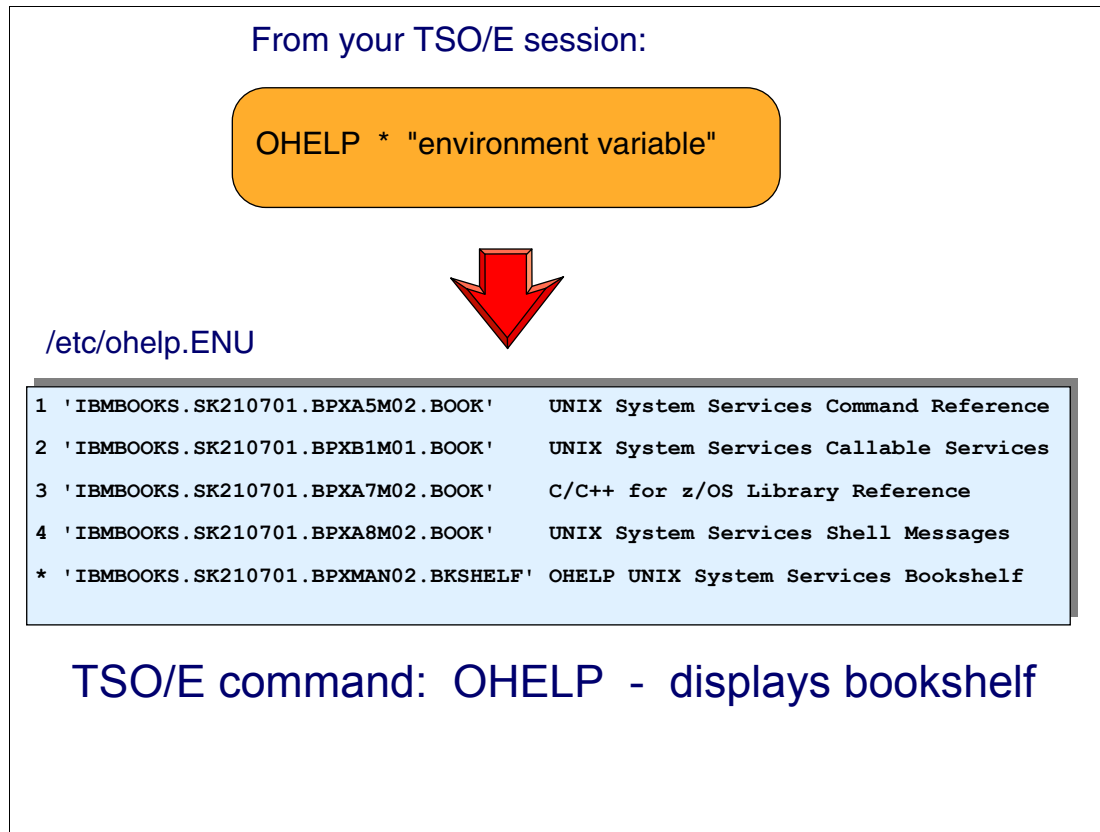 From your TSO/E session:
OHELP * "environment variable"
/etc/ohelp.ENU
1 'IBMBOOKS.SK210701.BPXA5M02.BOOK' UNIX System Services Command Reference
2 'IBMBOOKS.SK210701.BPXB1M01.BOOK' UNIX System Services Callable Services
3 'IBMBOOKS.SK210701.BPXA7M02.BOOK' C/C++ for z/OS Library Reference
4 'IBMBOOKS.SK210701.BPXA8M02.BOOK' UNIX System Services Shell Messages
* 'IBMBOOKS.SK210701.BPXMAN02.BKSHELF' OHELP UNIX System Services Bookshelf
TSO/E command: OHELP - displays bookshelf